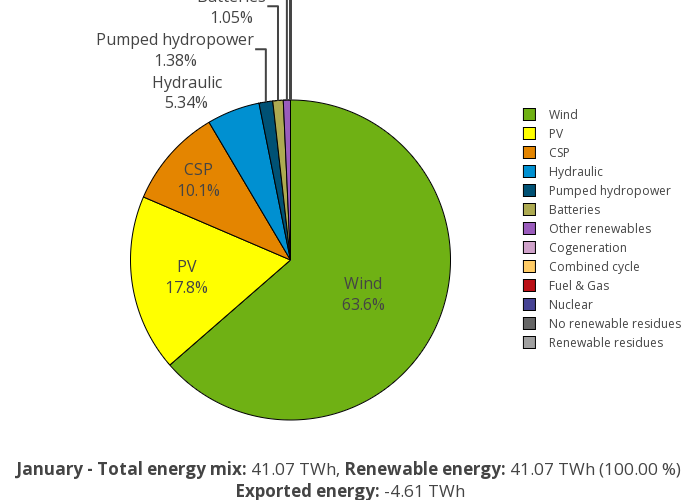 Batteries
1.05%
Pumped hydropower
1.38%
Hydraulic
5.34%
CSP
10.1%
PV
17.8%
Wind
63.6%
Wind
PV
CSP
Hydraulic
Pumped hydropower
Batteries
Other renewables
Cogeneration
Combined cycle
Fuel & Gas
Nuclear
No renewable residues
Renewable residues
January - Total energy mix: 41.07 TWh, Renewable energy: 41.07 TWh (100.00 %)
Exported energy: -4.61 TWh